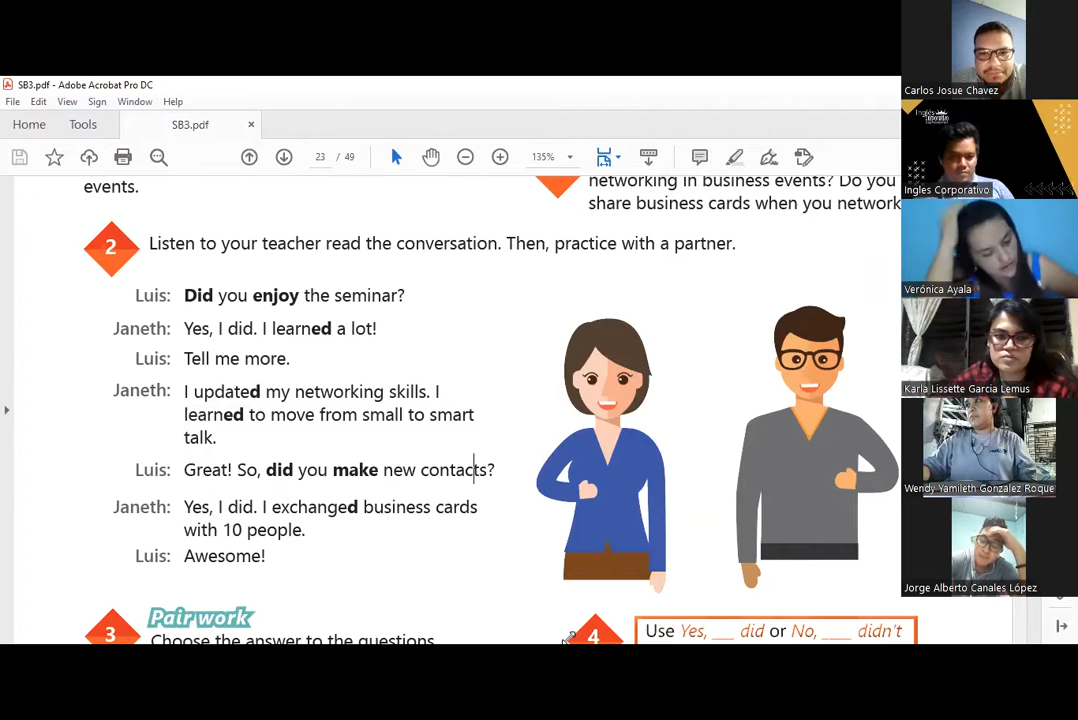 SB3.pdf - Adobe Acrobat Pro DC
File Edit View Sign Window Help
Home Tools SB3.pdf ×
23 / 49 135%
events.
networking in business events? Do you
share business cards when you network
2 Listen to your teacher read the conversation. Then, practice with a partner.
Luis: Did you enjoy the seminar?
Janeth: Yes, I did. I learned a lot!
Luis: Tell me more.
Janeth: I updated my networking skills. I
learned to move from small to smart
talk.
Luis: Great! So, did you make new contacts?
Janeth: Yes, I did. I exchanged business cards
with 10 people.
Luis: Awesome!
3 Pair work
Choose the answer to the questions
4 Use Yes, ___ did or No, ____ didn't
Carlos Josue Chavez
Inglés
Corporativo
Ingles Corporativo
Verónica Ayala
Karla Lissette Garcia Lemus
Wendy Yamileth Gonzalez Roque
Jorge Alberto Canales López